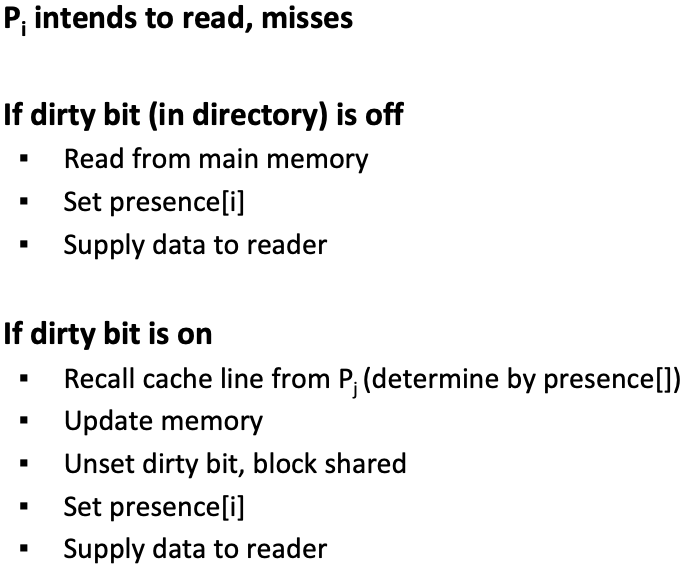 Pi intends to read, misses
If dirty bit (in directory) is off
▪ Read from main memory
▪ Set presence[i]
▪ Supply data to reader
If dirty bit is on
▪ Recall cache line from Pj (determine by presence[])
▪ Update memory
▪ Unset dirty bit, block shared
▪ Set presence[i]
▪ Supply data to reader